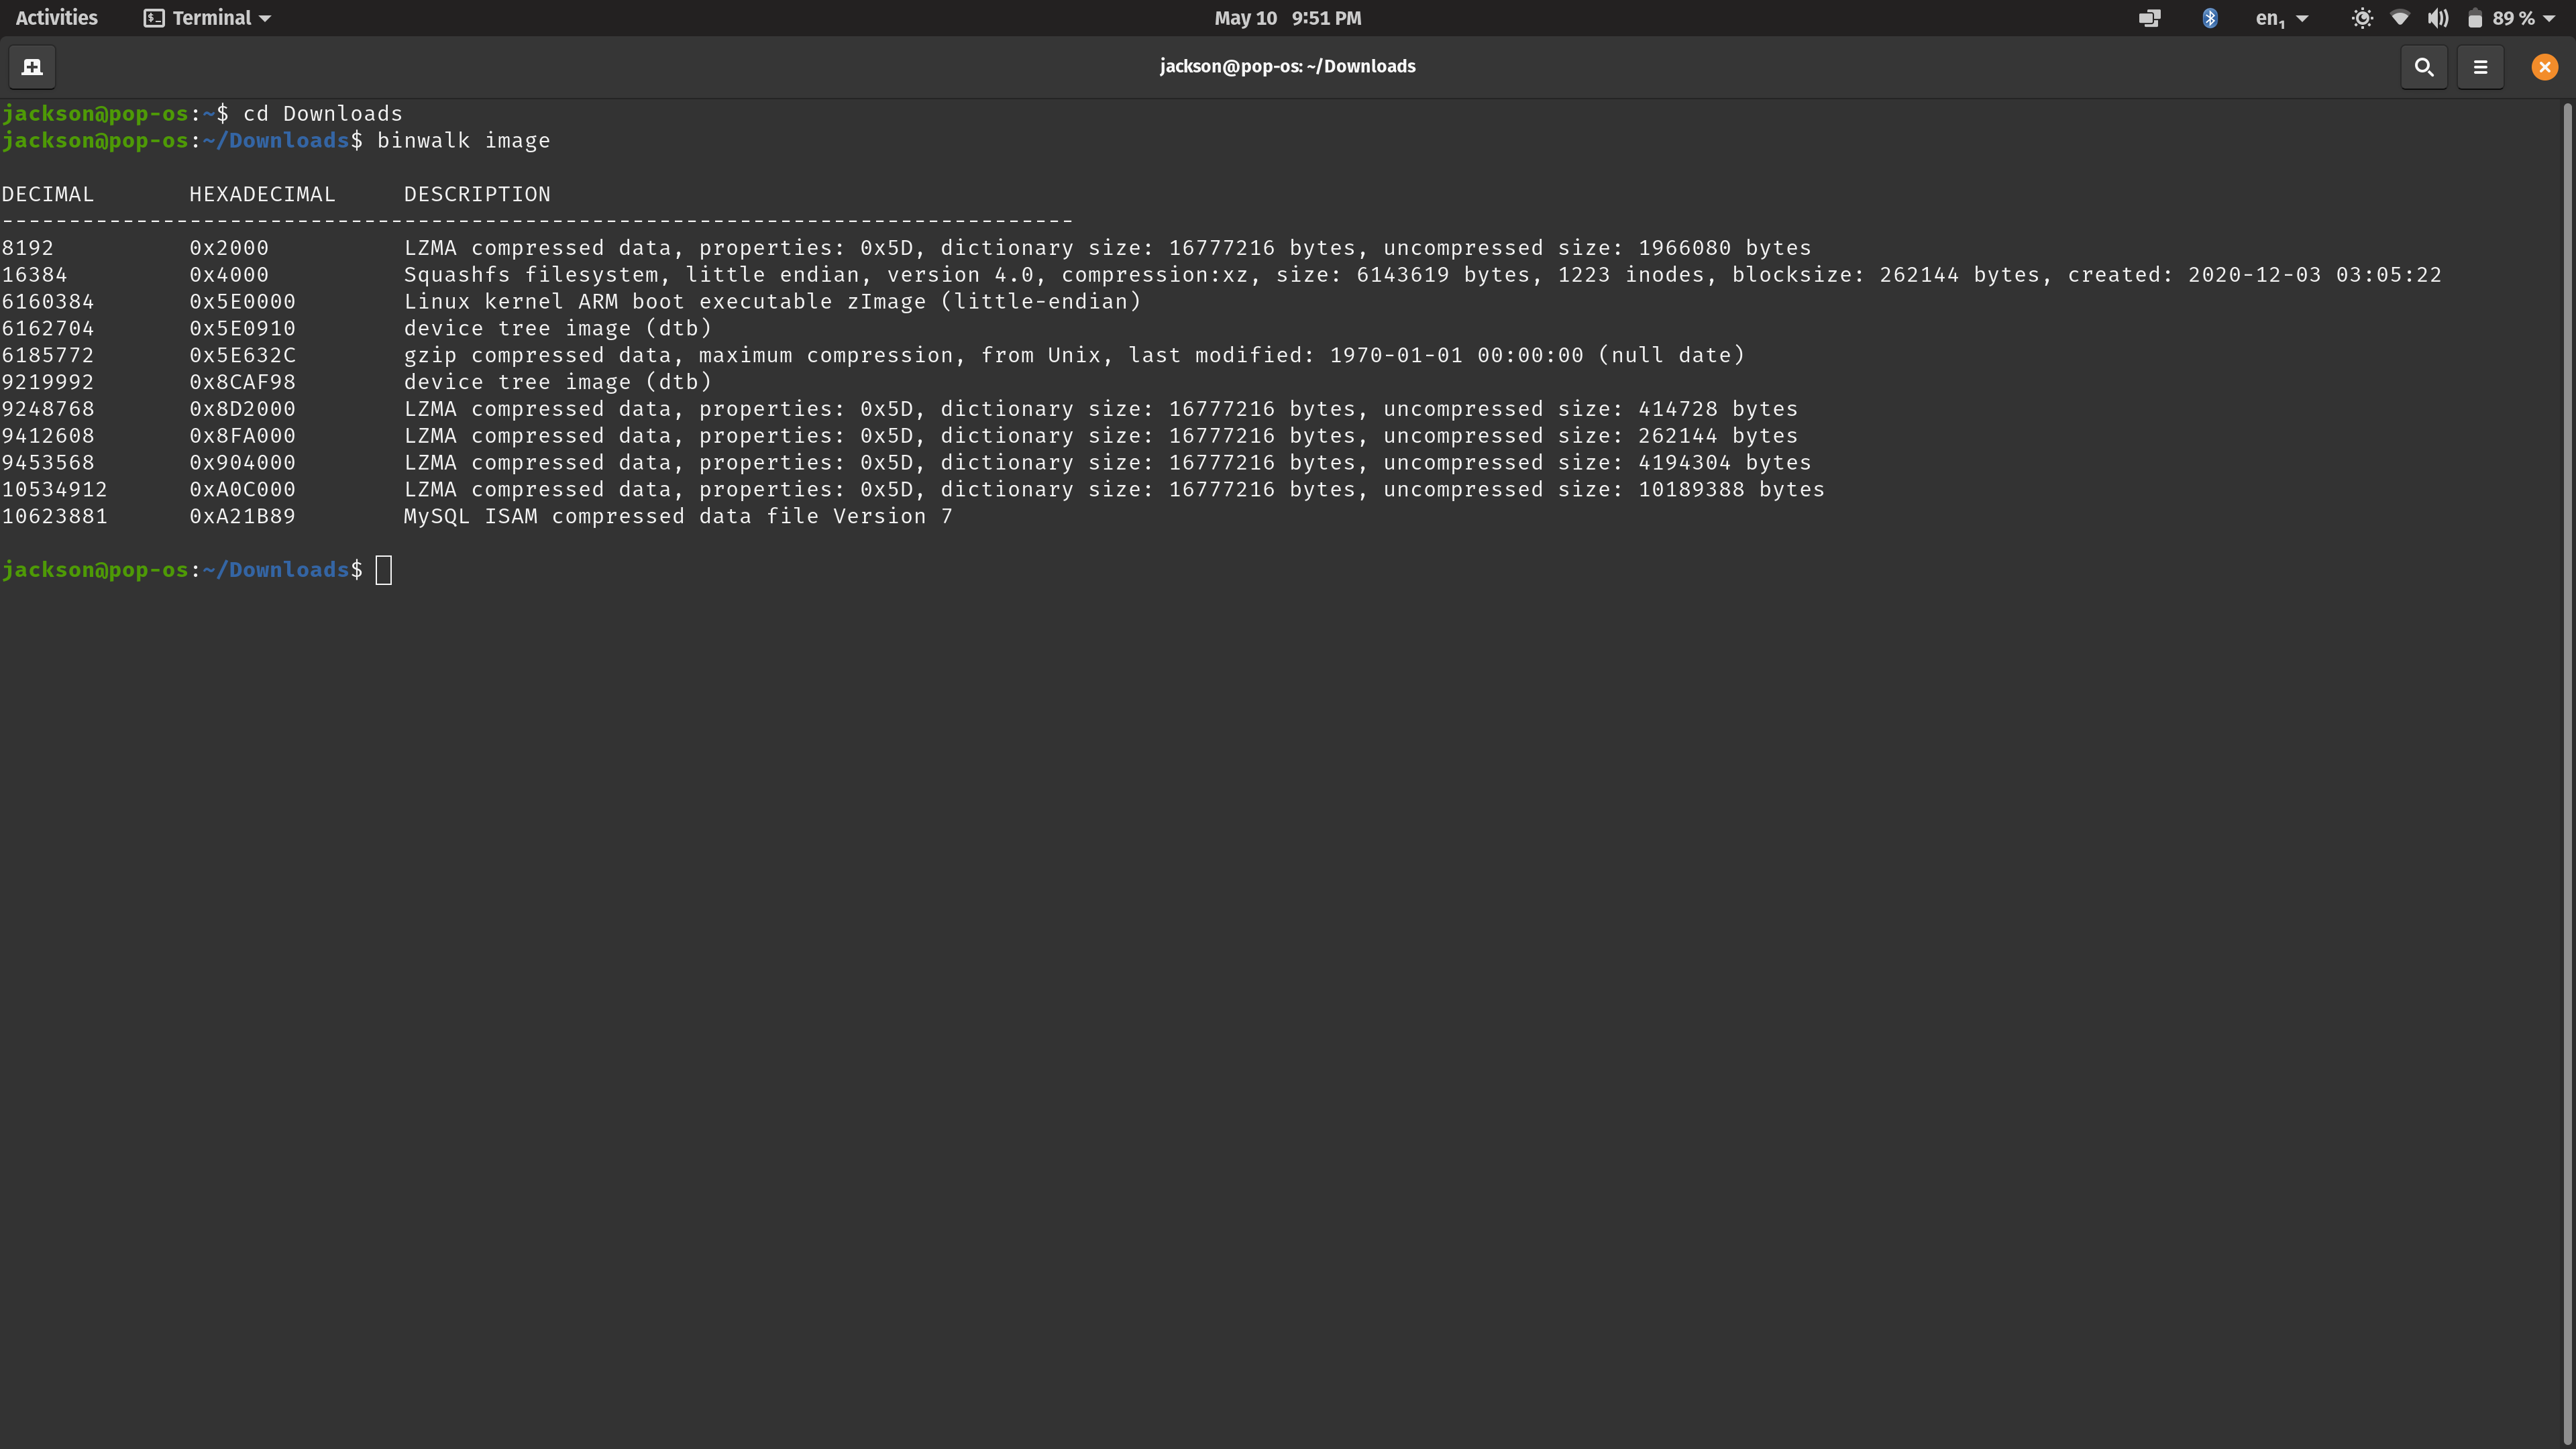 Activities Terminal May 10 9:51 PM en1 89 %
jackson@pop-os: ~/Downloads
jackson@pop-os:~$ cd Downloads
jackson@pop-os:~/Downloads$ binwalk image
DECIMAL HEXADECIMAL DESCRIPTION
--------------------------------------------------------------------------------
8192 0x2000 LZMA compressed data, properties: 0x5D, dictionary size: 16777216 bytes, uncompressed size: 1966080 bytes
16384 0x4000 Squashfs filesystem, little endian, version 4.0, compression:xz, size: 6143619 bytes, 1223 inodes, blocksize: 262144 bytes, created: 2020-12-03 03:05:22
6160384 0x5E0000 Linux kernel ARM boot executable zImage (little-endian)
6162704 0x5E0910 device tree image (dtb)
6185772 0x5E632C gzip compressed data, maximum compression, from Unix, last modified: 1970-01-01 00:00:00 (null date)
9219992 0x8CAF98 device tree image (dtb)
9248768 0x8D2000 LZMA compressed data, properties: 0x5D, dictionary size: 16777216 bytes, uncompressed size: 414728 bytes
9412608 0x8FA000 LZMA compressed data, properties: 0x5D, dictionary size: 16777216 bytes, uncompressed size: 262144 bytes
9453568 0x904000 LZMA compressed data, properties: 0x5D, dictionary size: 16777216 bytes, uncompressed size: 4194304 bytes
10534912 0xA0C000 LZMA compressed data, properties: 0x5D, dictionary size: 16777216 bytes, uncompressed size: 10189388 bytes
10623881 0xA21B89 MySQL ISAM compressed data file Version 7
jackson@pop-os:~/Downloads$